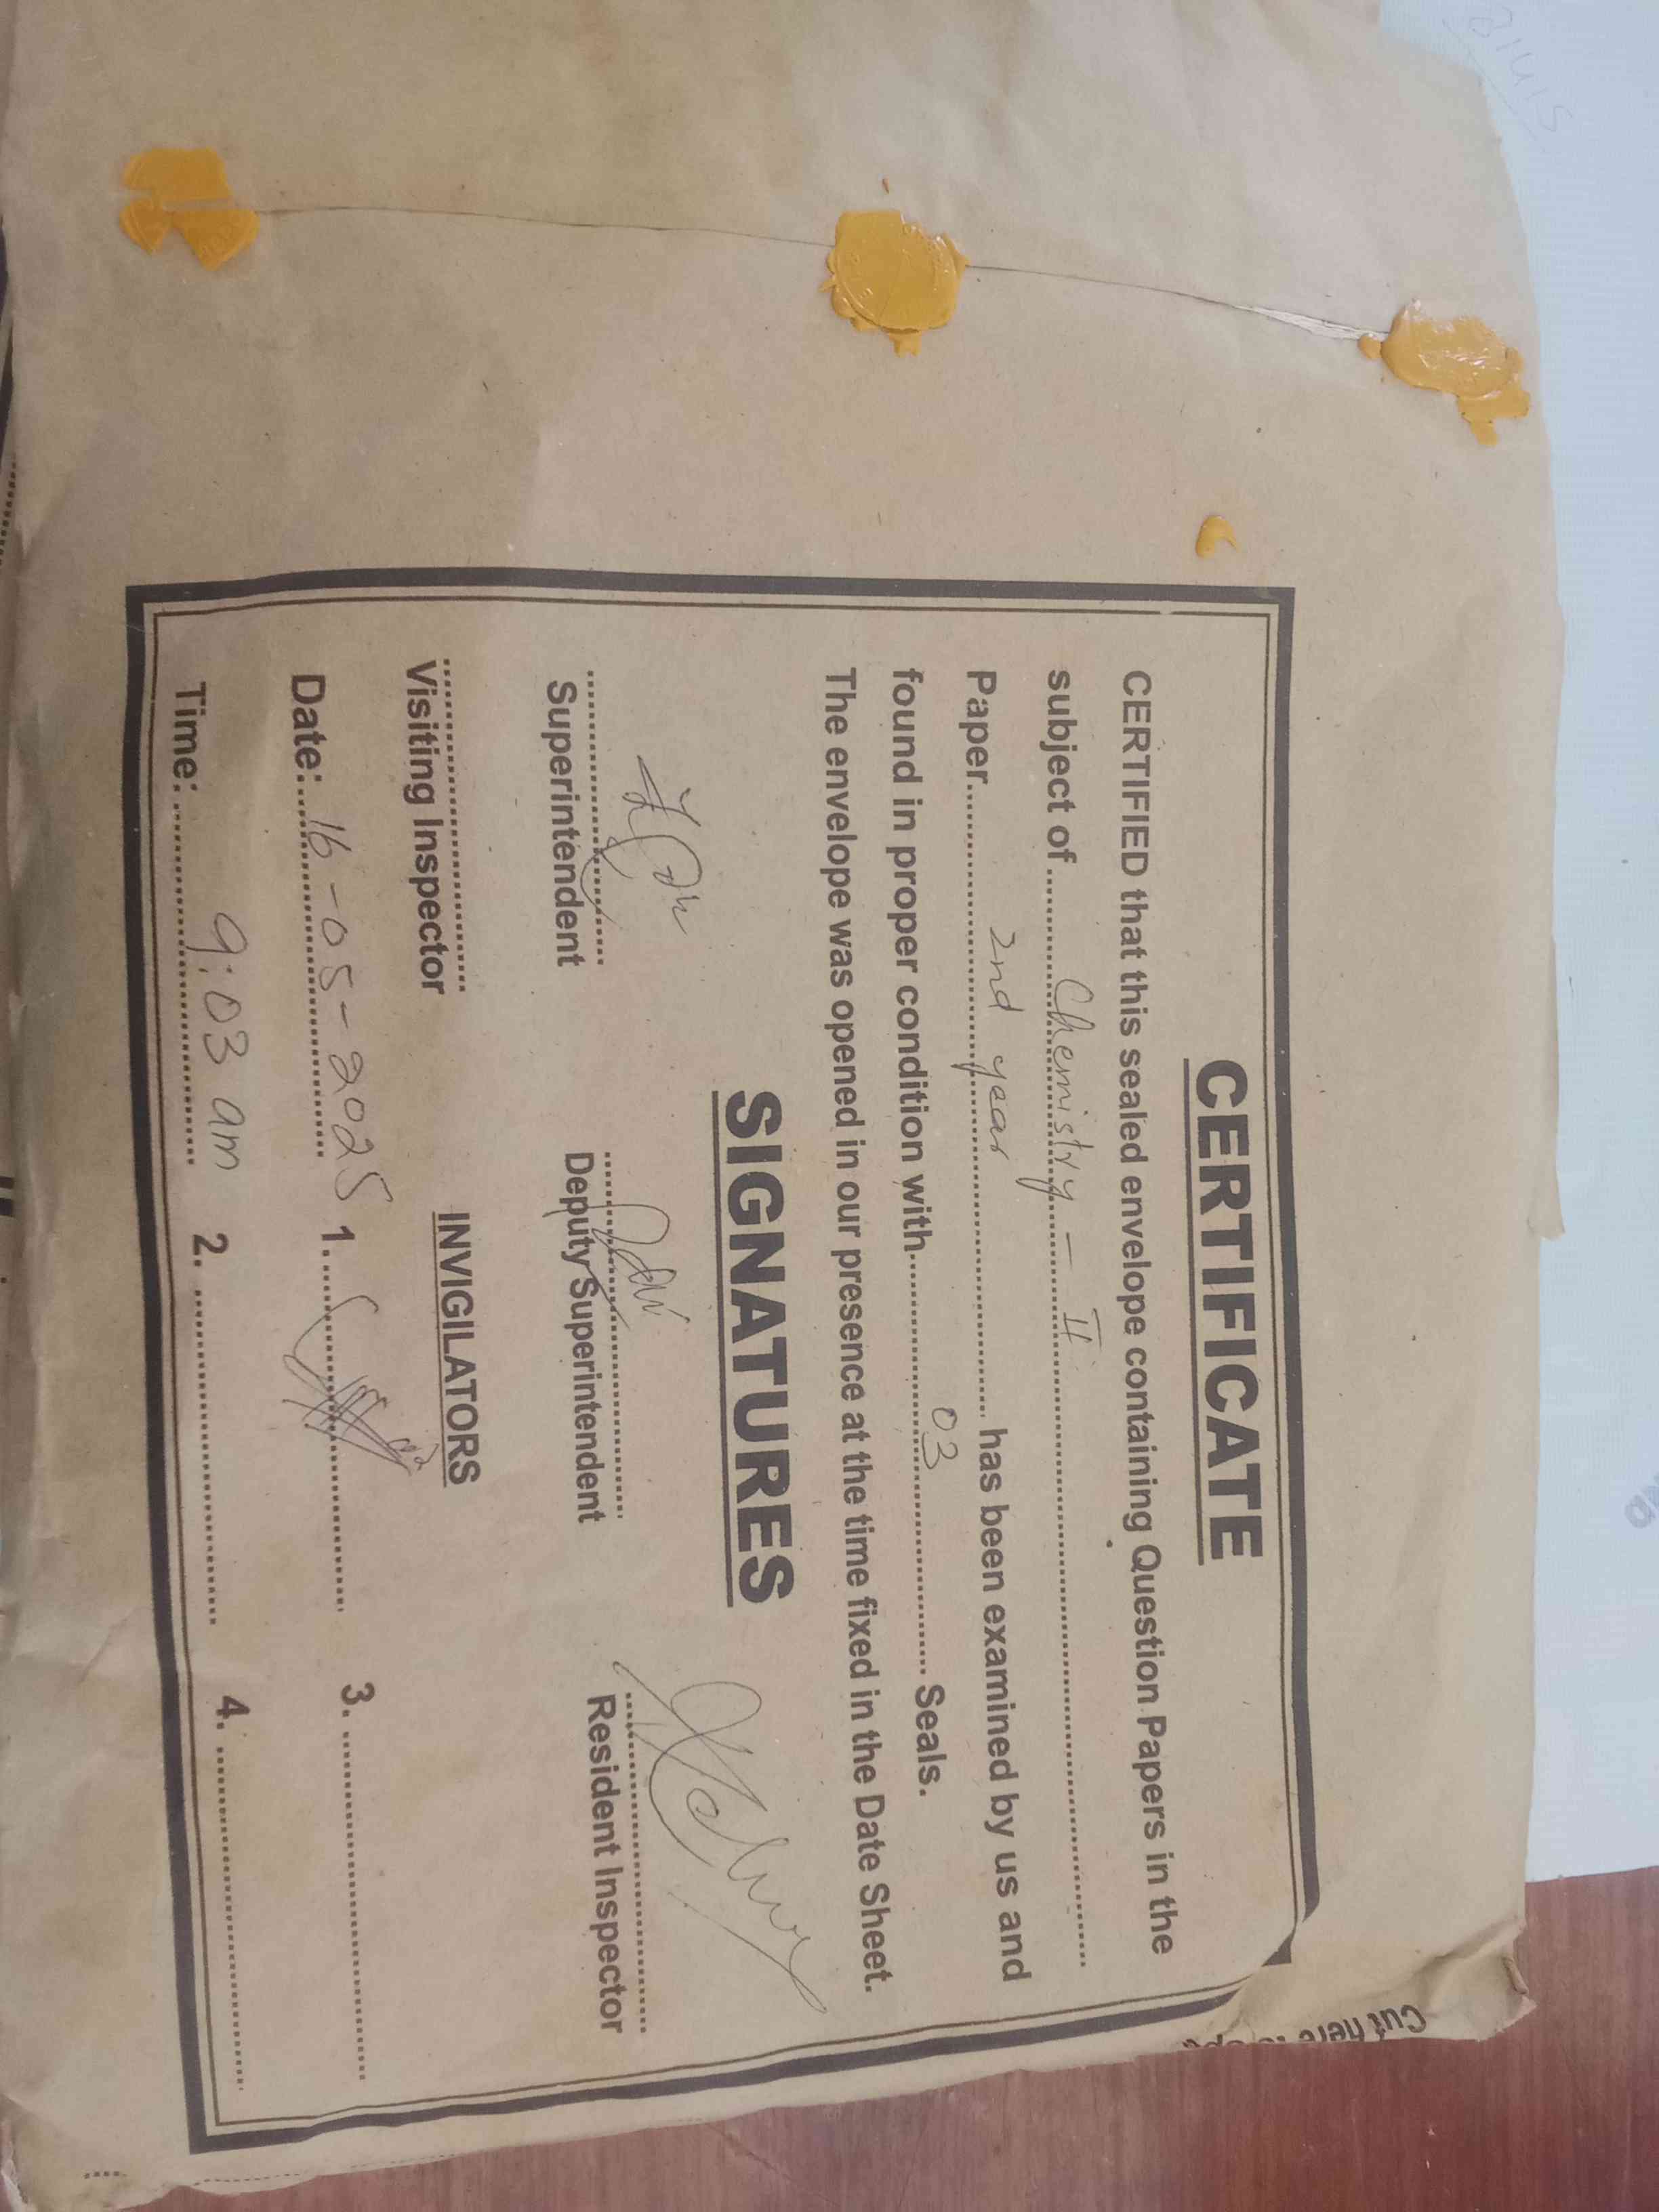 CERTIFICATE
CERTIFIED that this sealed envelope containing Question Papers in the
subject of Chemistry - II
Paper 2nd year has been examined by us and
found in proper condition with 03 Seals.
The envelope was opened in our presence at the time fixed in the Date Sheet.
SIGNATURES
Superintendent Deputy Superintendent Resident Inspector
Visiting Inspector INVIGILATORS
Date: 16-05-2025 1. 3.
Time: 9:03 am 2. 4.
Cut here to